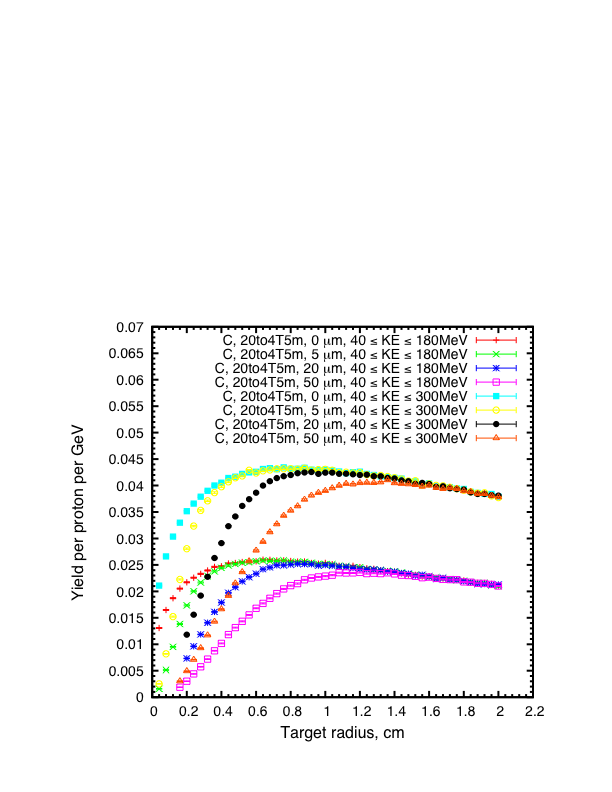 0.07
0.065
0.06
0.055
0.05
0.045
0.04
0.035
0.03
0.025
0.02
0.015
0.01
0.005
0
Yield per proton per GeV
C, 20to4T5m, 0 μm, 40 ≤ KE ≤ 180MeV
C, 20to4T5m, 5 μm, 40 ≤ KE ≤ 180MeV
C, 20to4T5m, 20 μm, 40 ≤ KE ≤ 180MeV
C, 20to4T5m, 50 μm, 40 ≤ KE ≤ 180MeV
C, 20to4T5m, 0 μm, 40 ≤ KE ≤ 300MeV
C, 20to4T5m, 5 μm, 40 ≤ KE ≤ 300MeV
C, 20to4T5m, 20 μm, 40 ≤ KE ≤ 300MeV
C, 20to4T5m, 50 μm, 40 ≤ KE ≤ 300MeV
0 0.2 0.4 0.6 0.8 1.0 1.2 1.4 1.6 1.8 2 2.2
Target radius, cm